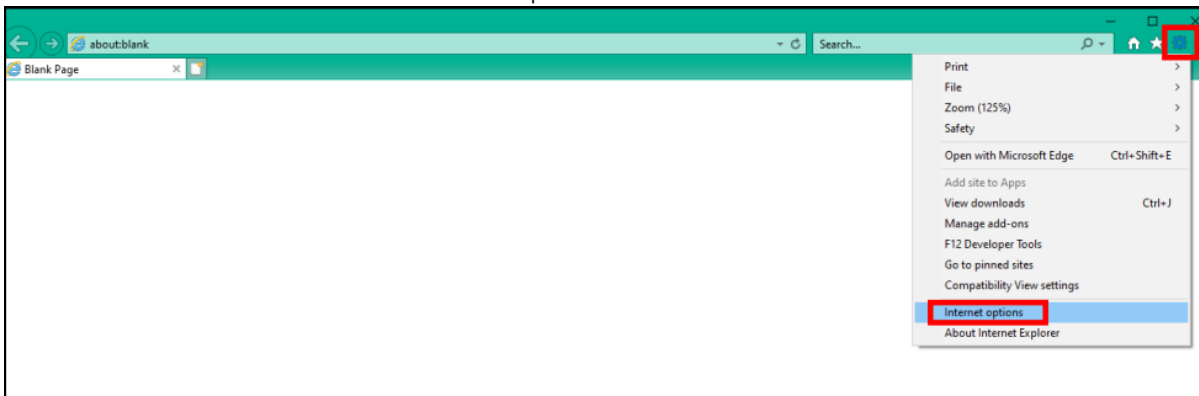 about:blank
Search...
Blank Page
Print
File
Zoom (125%)
Safety
Open with Microsoft Edge Ctrl+Shift+E
Add site to Apps
View downloads Ctrl+J
Manage add-ons
F12 Developer Tools
Go to pinned sites
Compatibility View settings
Internet options
About Internet Explorer